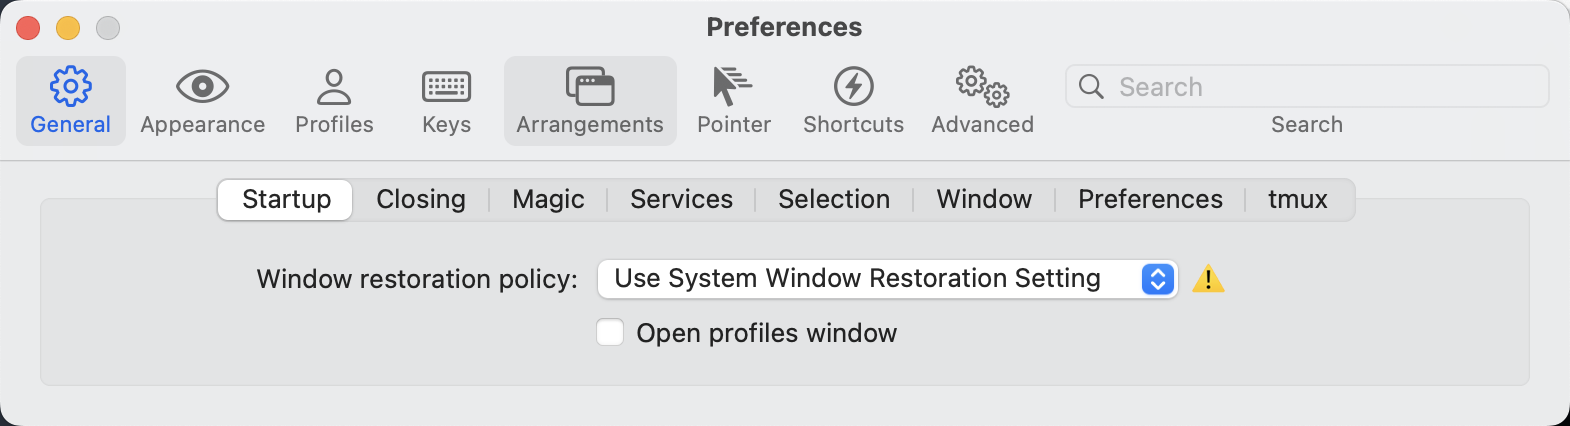 Preferences
General Appearance Profiles Keys Arrangements Pointer Shortcuts Advanced Search
Search
Startup Closing Magic Services Selection Window Preferences tmux
Window restoration policy: Use System Window Restoration Setting
Open profiles window